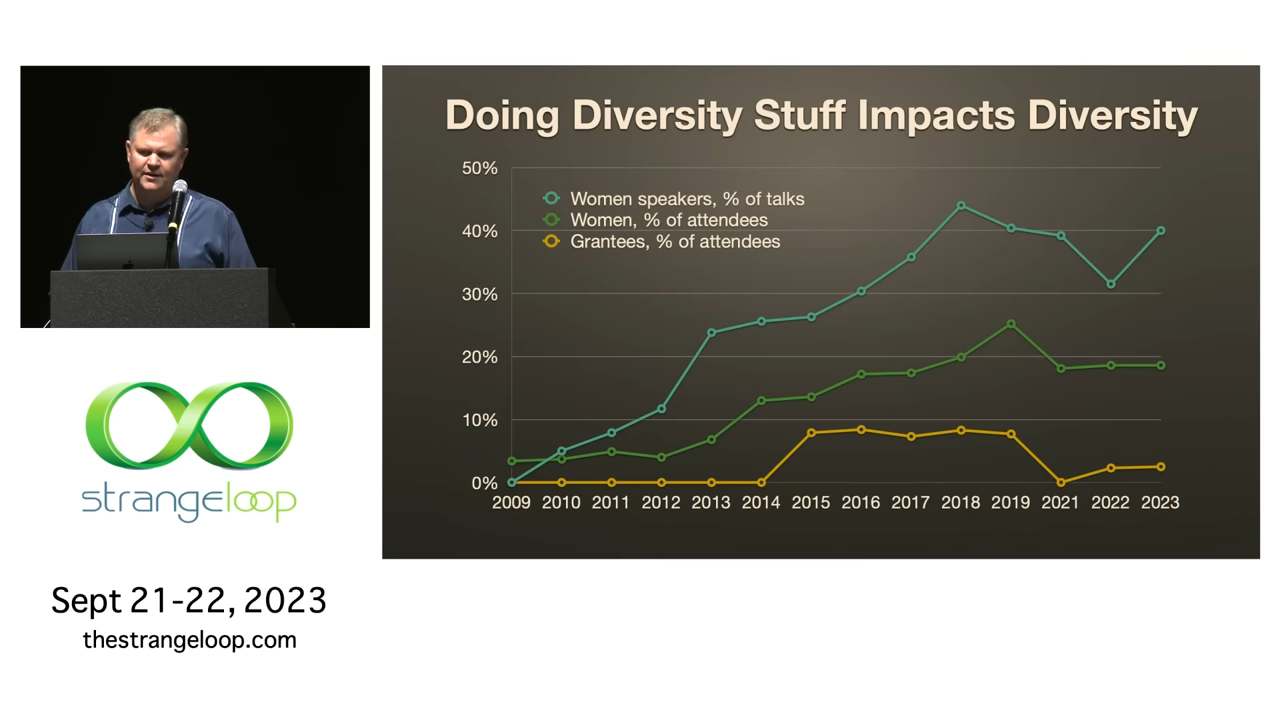 Doing Diversity Stuff Impacts Diversity
50%
Women speakers, % of talks
Women, % of attendees
40%
Grantees, % of attendees
30%
20%
10%
0%
2009 2010 2011 2012 2013 2014 2015 2016 2017 2018 2019 2021 2022 2023
strangeloop
Sept 21-22, 2023
thestrangeloop.com